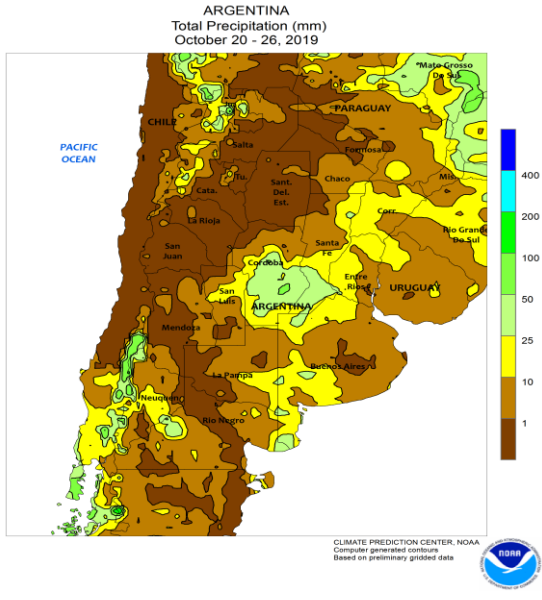 ARGENTINA
Total Precipitation (mm)
October 20 - 26, 2019
Mato Grosso
Do Sul
Juj.
PARAGUAY
CHILE
PACIFIC
OCEAN
Salta
Formosa
Tu.
Chaco
Mis.
Cata.
Sant.
Del.
Est.
Corr.
La Rioja
Rio Grande
Do Sul
San
Juan
Santa
Fe
Cordoba
Entre
Rios
URUGUAY
San
Luis
ARGENTINA
Mendoza
La Pampa
Buenos Aires
Neuquen
Rio Negro
400
200
100
50
25
10
1
CLIMATE PREDICTION CENTER, NOAA
Computer generated contours
Based on preliminary gridded data
NOAA